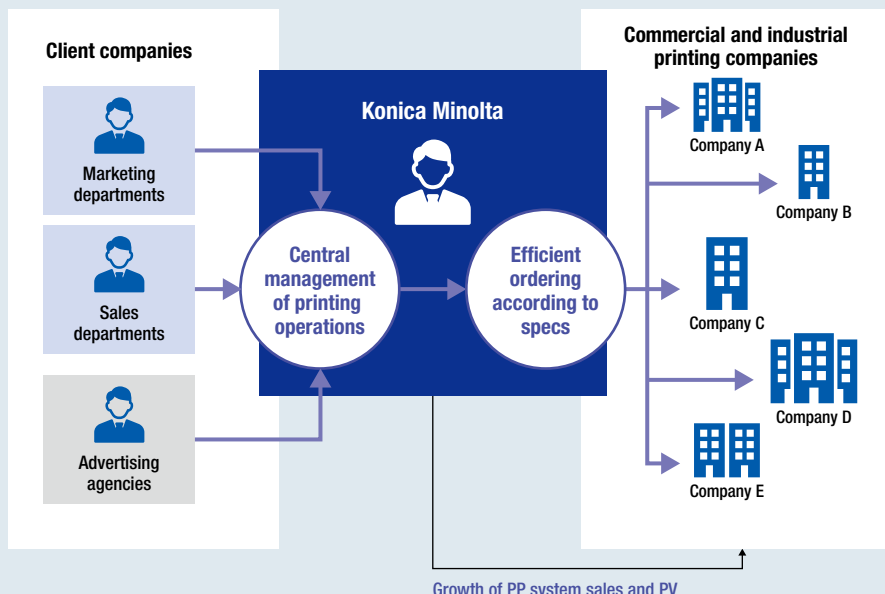 Client companies
Marketing
departments
Sales
departments
Advertising
agencies
Konica Minolta
Central
management
of printing
operations
Efficient
ordering
according to
specs
Commercial and industrial
printing companies
Company A
Company B
Company C
Company D
Company E
Growth of PP system sales and PV